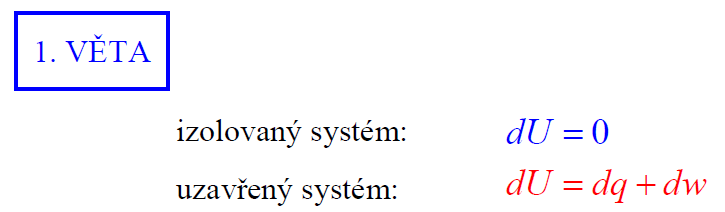 1. VĚTA
izolovaný systém: dU = 0
uzavřený systém: dU = dq + dw